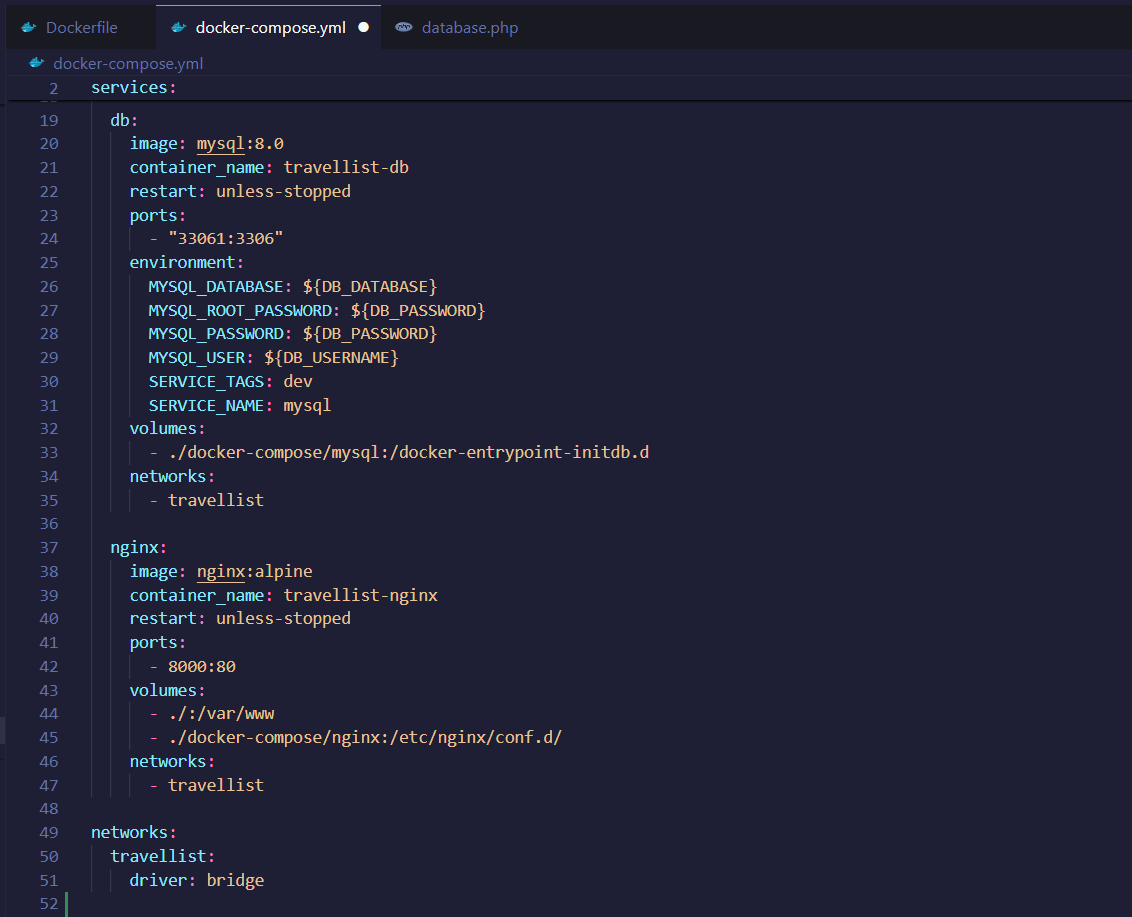 Dockerfile docker-compose.yml database.php
docker-compose.yml
2 services:
19 db:
20 image: mysql:8.0
21 container_name: travellist-db
22 restart: unless-stopped
23 ports:
24 - "33061:3306"
25 environment:
26 MYSQL_DATABASE: ${DB_DATABASE}
27 MYSQL_ROOT_PASSWORD: ${DB_PASSWORD}
28 MYSQL_PASSWORD: ${DB_PASSWORD}
29 MYSQL_USER: ${DB_USERNAME}
30 SERVICE_TAGS: dev
31 SERVICE_NAME: mysql
32 volumes:
33 - ./docker-compose/mysql:/docker-entrypoint-initdb.d
34 networks:
35 - travellist
36
37 nginx:
38 image: nginx:alpine
39 container_name: travellist-nginx
40 restart: unless-stopped
41 ports:
42 - 8000:80
43 volumes:
44 - ./:/var/www
45 - ./docker-compose/nginx:/etc/nginx/conf.d/
46 networks:
47 - travellist
48
49 networks:
50 travellist:
51 driver: bridge
52